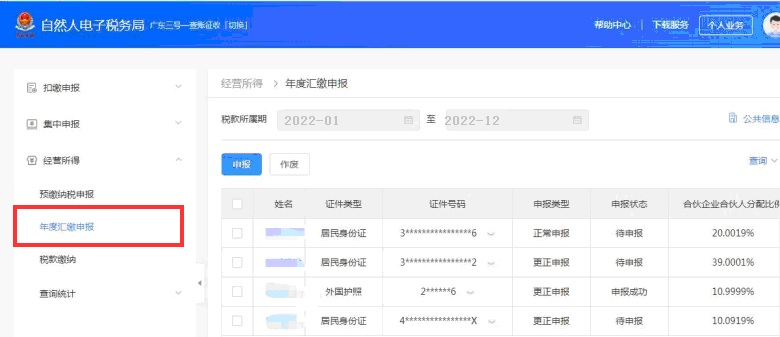 自然人电子税务局 广东三号—查账征收 [切换] 帮助中心 | 下载服务 个人业务
扣缴申报
集中申报
经营所得
预缴纳税申报
年度汇缴申报
税款缴纳
查询统计
经营所得 > 年度汇缴申报
税款所属期 2022-01 至 2022-12 公共信息
申报 作废 查询
姓名 证件类型 证件号码 申报类型 申报状态 合伙企业合伙人分配比例
居民身份证 3****************6 正常申报 待申报 20.0019%
居民身份证 3****************2 更正申报 待申报 39.0001%
外国护照 2******6 更正申报 申报成功 10.9999%
居民身份证 4****************X 更正申报 待申报 10.0919%